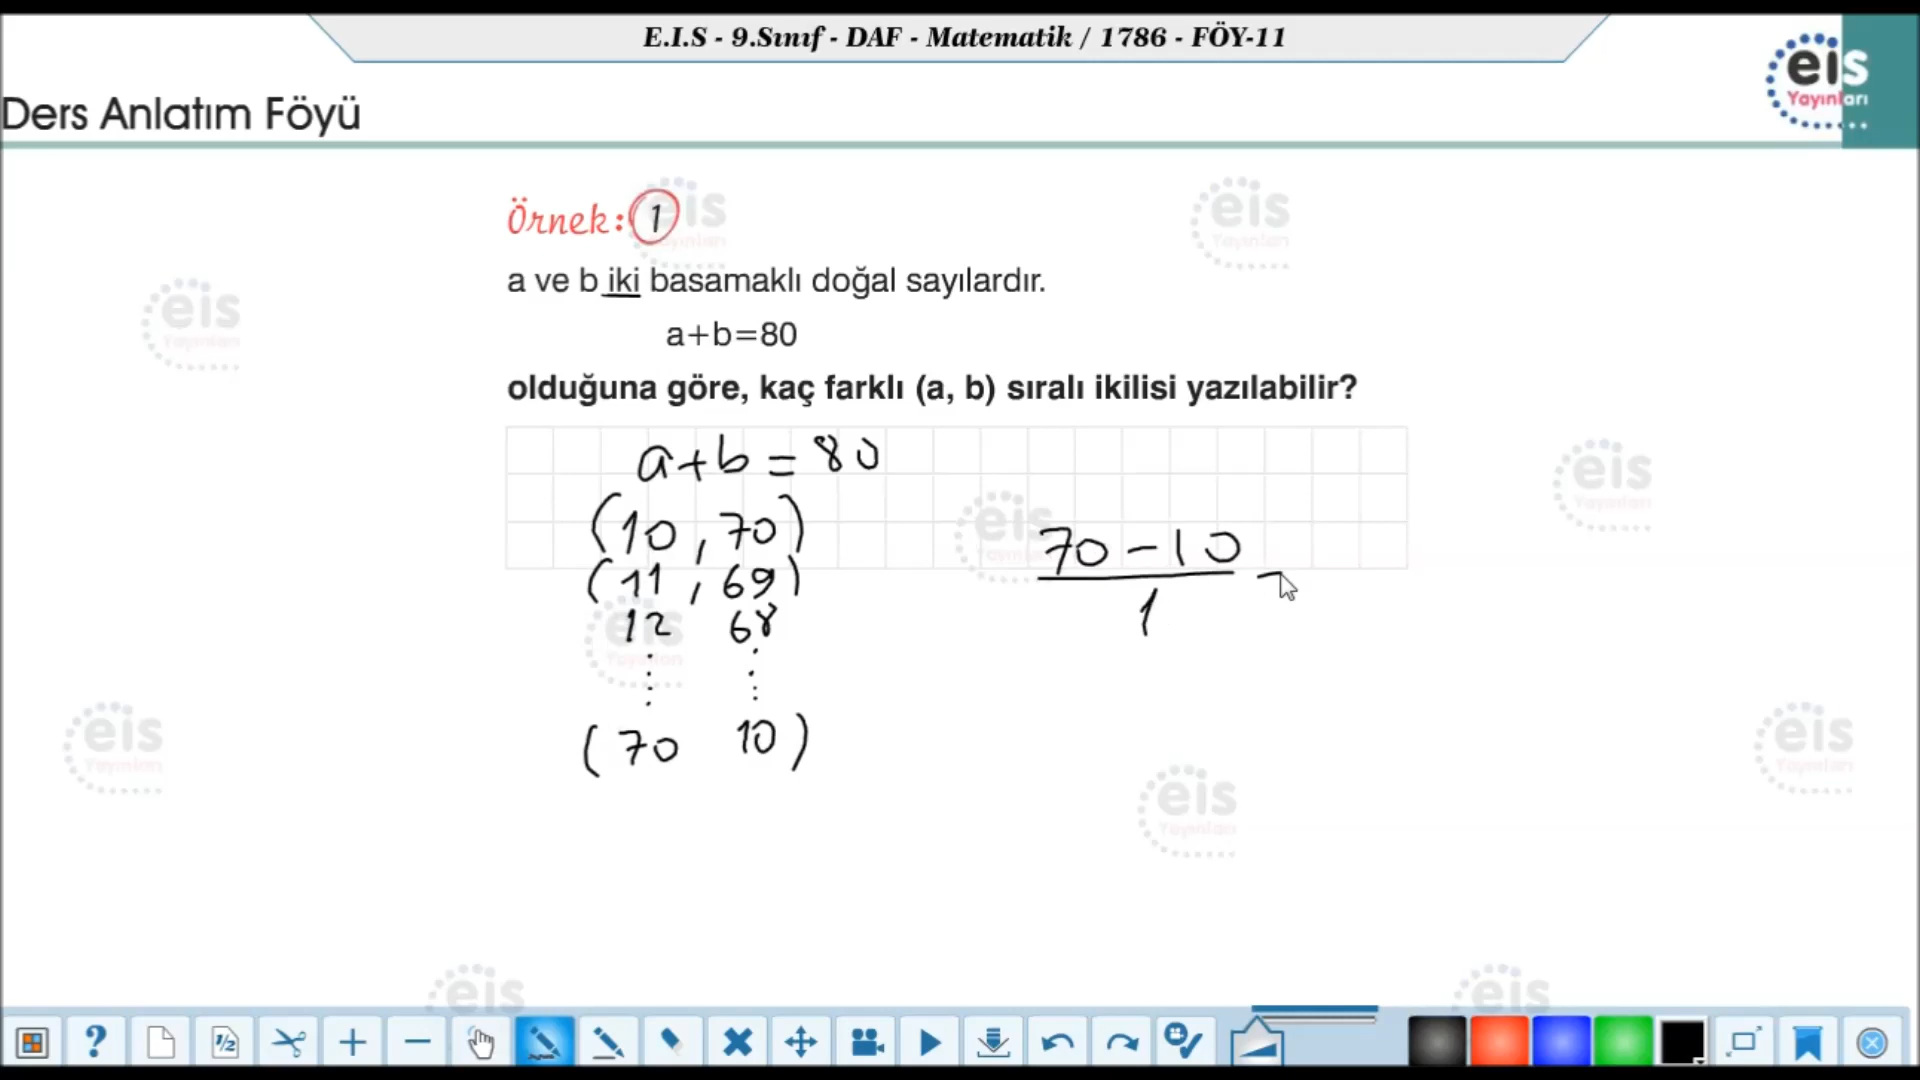 E.I.S - 9.Sınıf - DAF - Matematik / 1786 - FÖY-11
eis
Yayınları
Ders Anlatım Föyü
Örnek: 1
a ve b iki basamaklı doğal sayılardır.
a+b=80
olduğuna göre, kaç farklı (a, b) sıralı ikilisi yazılabilir?
a+b = 80
(10 , 70)
(11 , 69)
12 68
(70 10)
70 - 10
1